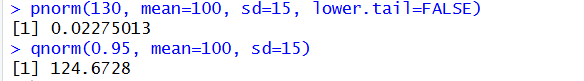 > pnorm(130, mean=100, sd=15, lower.tail=FALSE)
[1] 0.02275013
> qnorm(0.95, mean=100, sd=15)
[1] 124.6728